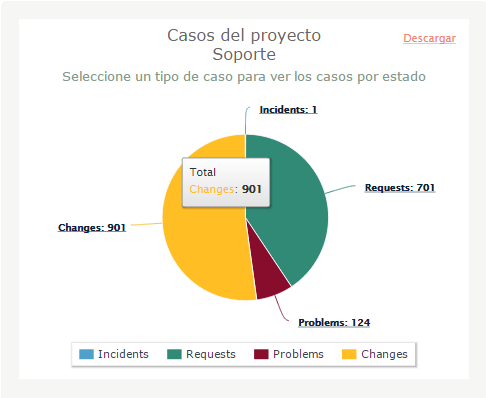 Casos del proyecto
Soporte
Descargar
Seleccione un tipo de caso para ver los casos por estado
Incidents: 1
Total
Changes: 901
Requests: 701
Changes: 901
Problems: 124
Incidents Requests Problems Changes